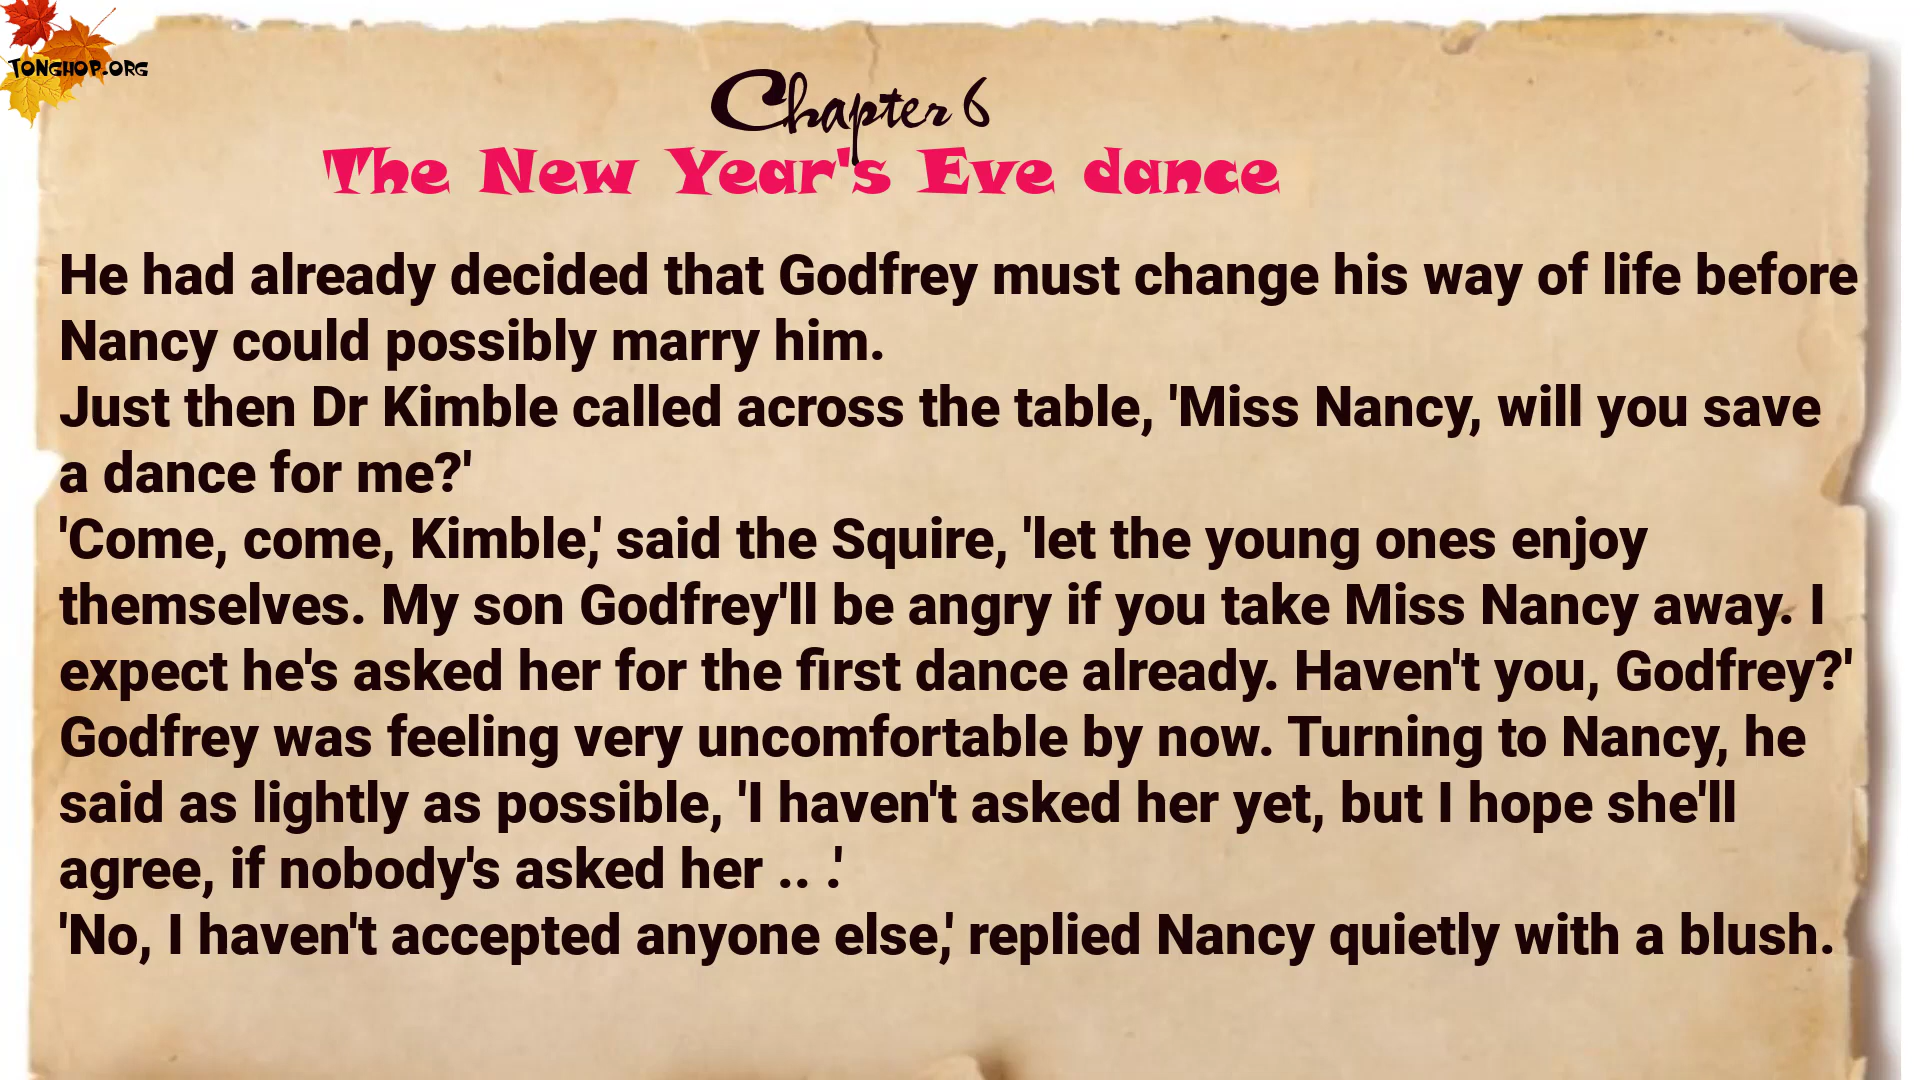 TONGHOP.ORG
Chapter 6
The New Year's Eve dance
He had already decided that Godfrey must change his way of life before
Nancy could possibly marry him.
Just then Dr Kimble called across the table, 'Miss Nancy, will you save
a dance for me?'
'Come, come, Kimble,' said the Squire, 'let the young ones enjoy
themselves. My son Godfrey'll be angry if you take Miss Nancy away. I
expect he's asked her for the first dance already. Haven't you, Godfrey?'
Godfrey was feeling very uncomfortable by now. Turning to Nancy, he
said as lightly as possible, 'I haven't asked her yet, but I hope she'll
agree, if nobody's asked her .. .'
'No, I haven't accepted anyone else,' replied Nancy quietly with a blush.